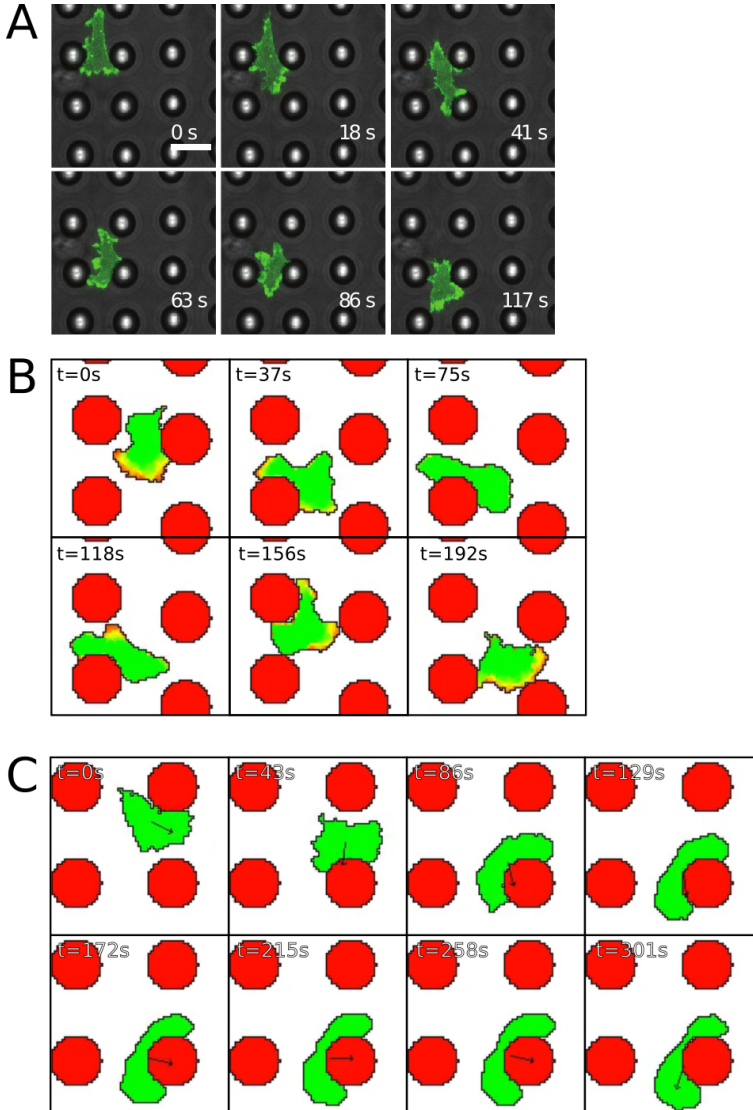 A
0 s
18 s
41 s
63 s
86 s
117 s
B
t=0s
t=37s
t=75s
t=118s
t=156s
t=192s
C
t=0s
t=43s
t=86s
t=129s
t=172s
t=215s
t=258s
t=301s